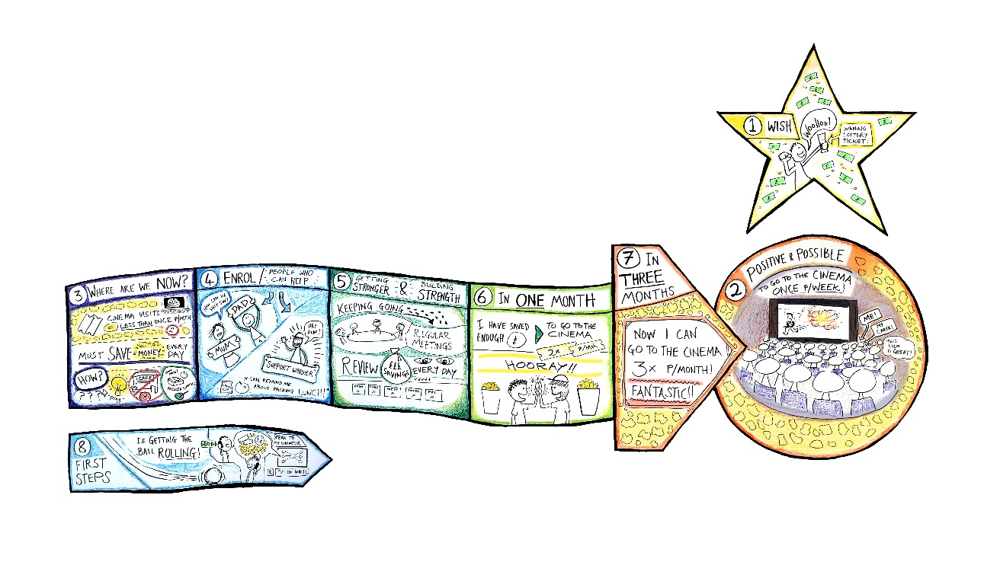 1 WISH
WooHoo!
WINNING
LOTTERY
TICKET!
2 POSITIVE & POSSIBLE
TO GO TO THE CINEMA
ONCE P/WEEK!
ME!
MY
CARER!
THIS
FILM
IS GREAT!
3 WHERE ARE WE NOW?
CINEMA VISITS
= LESS THAN ONCE P/MTH
MUST SAVE MONEY EVERY
DAY
HOW?
????
4 ENROL / PEOPLE WHO
CAN HELP
DAD
MUM
HEY
DUDE!
SUPPORT WORKER
CAN REMIND ME
ABOUT PACKING LUNCH!!!
5 GETTING
STRONGER & BUILDING
STRENGTH
KEEPING GOING
REGULAR
MEETINGS
REVIEW £££
SAVINGS EVERY DAY
6 IN ONE MONTH
I HAVE SAVED
ENOUGH £
TO GO TO THE
CINEMA
2x P/MTH
HOORAY!!
7 IN
THREE
MONTHS
NOW I CAN
GO TO THE CINEMA
3x P/MONTH!
FANTASTIC!!
8 FIRST
STEPS
I.E GETTING THE
BALL ROLLING!
SPEAK TO